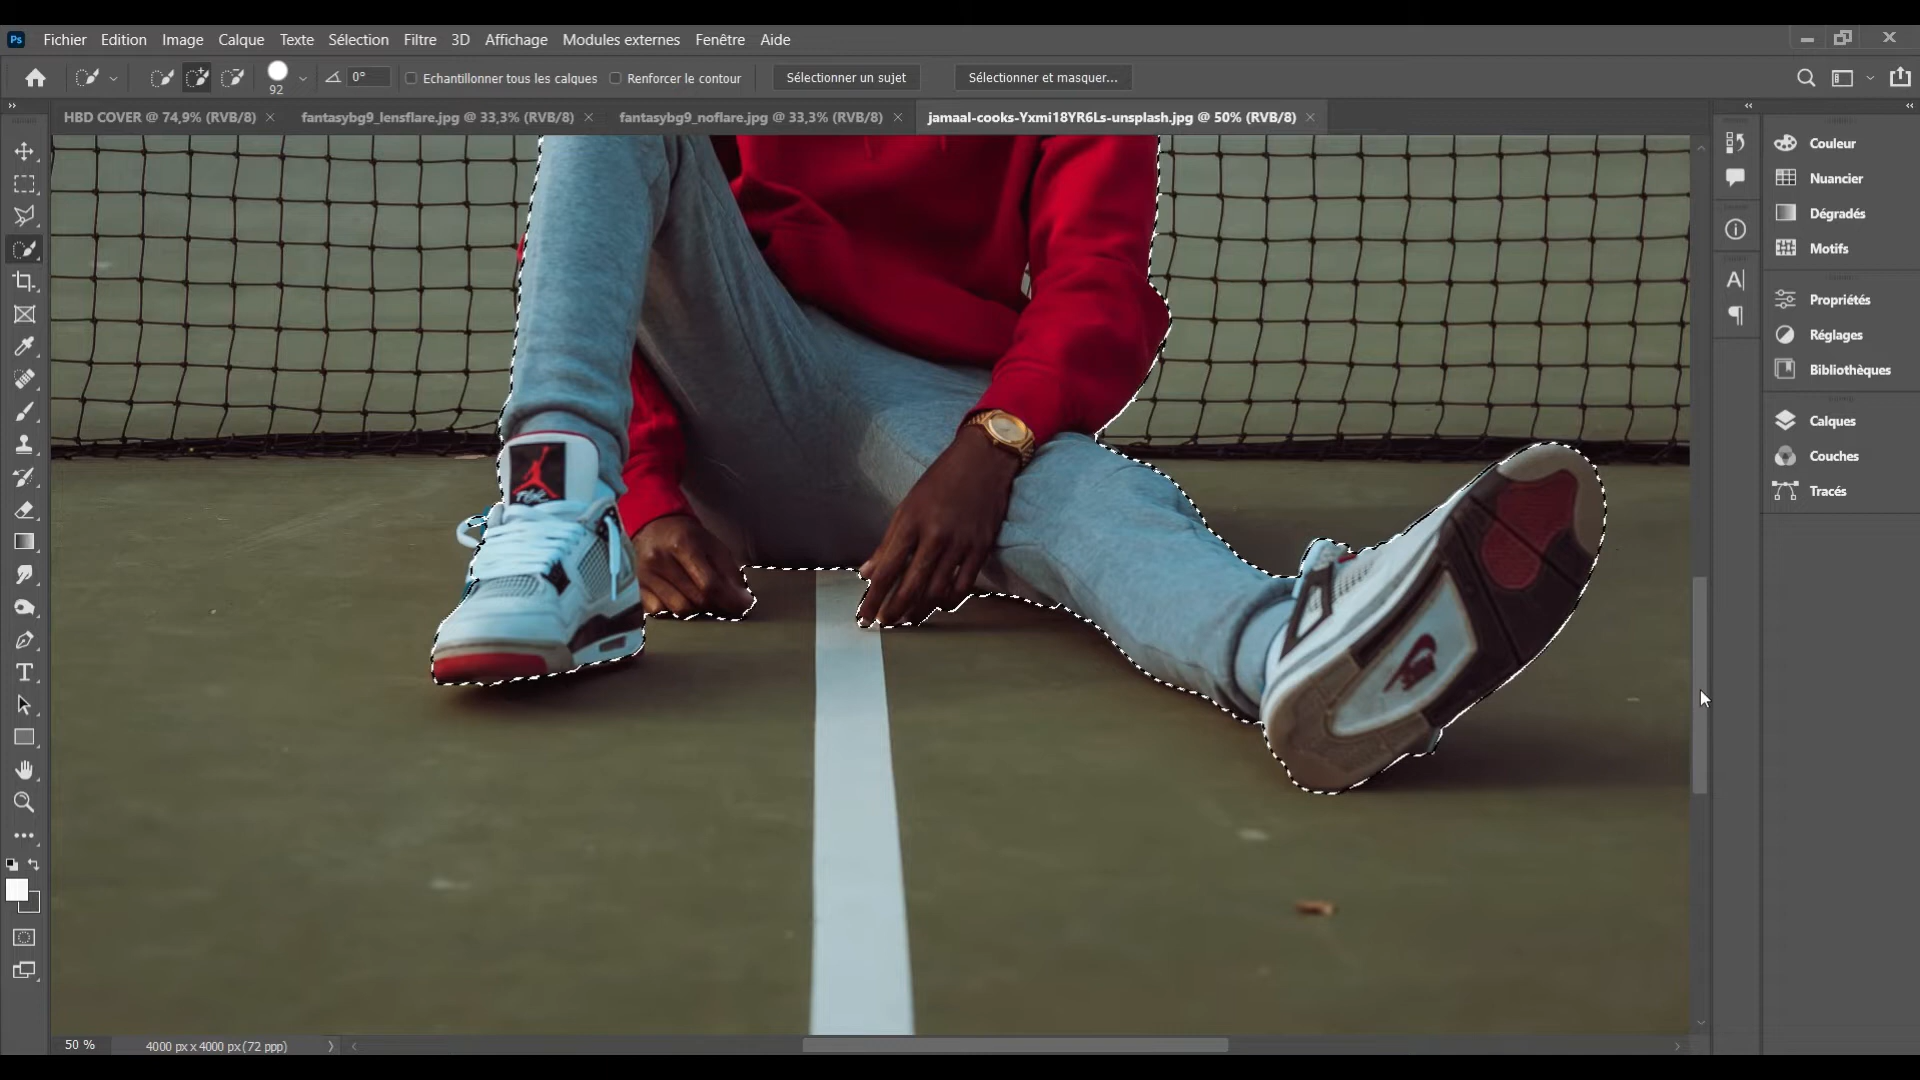 Ps Fichier Edition Image Calque Texte Sélection Filtre 3D Affichage Modules externes Fenêtre Aide
92 0° Echantillonner tous les calques Renforcer le contour Sélectionner un sujet Sélectionner et masquer...
HBD COVER @ 74,9% (RVB/8) fantasybg9_lensflare.jpg @ 33,3% (RVB/8) fantasybg9_noflare.jpg @ 33,3% (RVB/8) jamaal-cooks-Yxmi18YR6Ls-unsplash.jpg @ 50% (RVB/8)
Couleur
Nuancier
Dégradés
Motifs
Propriétés
Réglages
Bibliothèques
Calques
Couches
Tracés
50 % 4000 px x 4000 px (72 ppp)